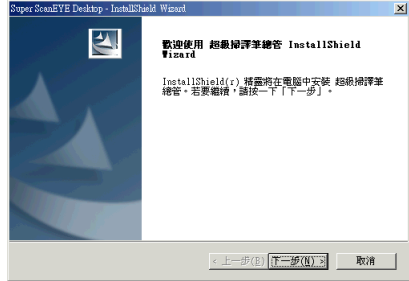 Super ScanEYE Desktop - InstallShield Wizard
歡迎使用 超級掃譯筆總管 InstallShield
Wizard
InstallShield(r) 精靈將在電腦中安裝 超級掃譯筆
總管。若要繼續，請按一下「下一步」。
< 上一步(B) 下一步(N) > 取消